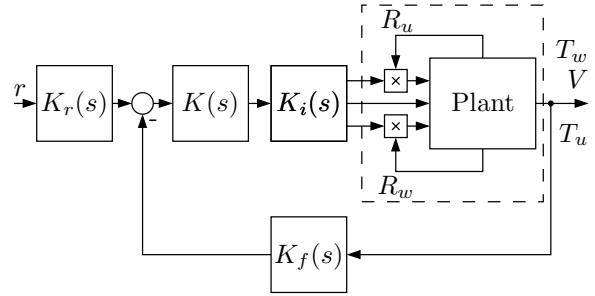 R_u
T_w
r
K_r(s)
K(s)
K_i(s)
×
Plant
V
-
×
T_u
R_w
K_f(s)